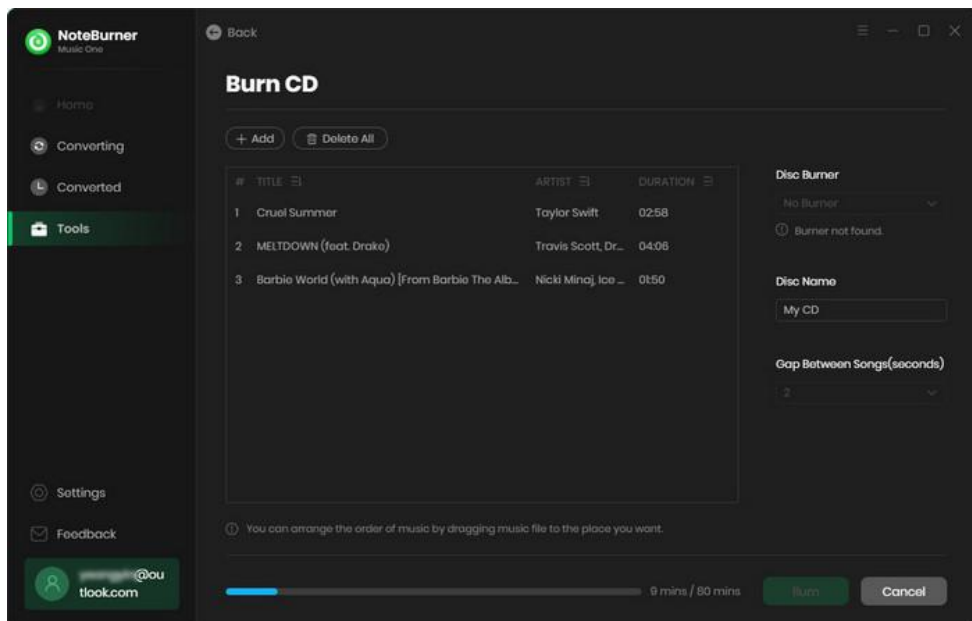 NoteBurner
Music One
Back
Burn CD
Home
+ Add
Delete All
Converting
Converted
Tools
# TITLE ARTIST DURATION
1 Cruel Summer Taylor Swift 02:58
2 MELTDOWN (feat. Drake) Travis Scott, Dr... 04:06
3 Barbie World (with Aqua) [From Barbie The Alb... Nicki Minaj, Ice ... 01:50
Disc Burner
No Burner
Burner not found.
Disc Name
My CD
Gap Between Songs(seconds)
2
Settings
Feedback
You can arrange the order of music by dragging music file to the place you want.
@ou
tlook.com
9 mins / 80 mins
Burn
Cancel